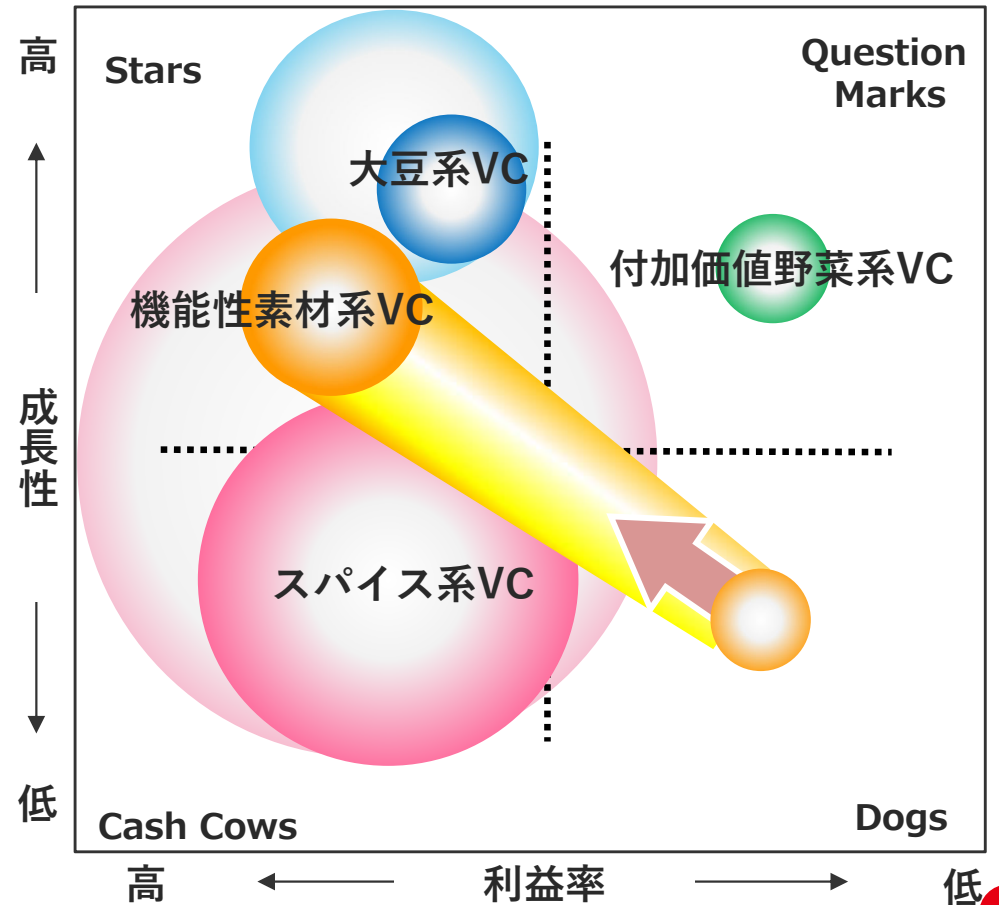 高
Stars
Question
Marks
大豆系VC
付加価値野菜系VC
機能性素材系VC
成長性
スパイス系VC
低
Cash Cows
Dogs
高
利益率
低